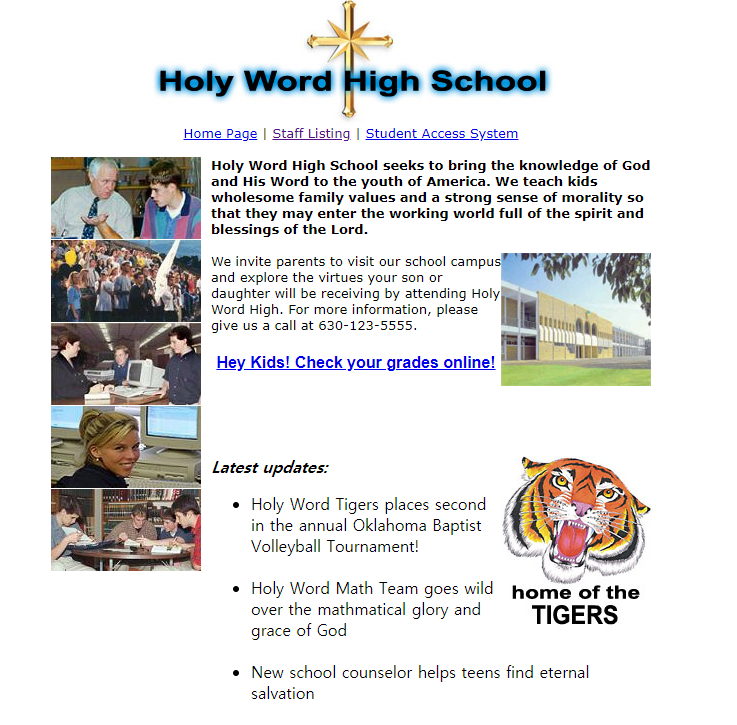 Holy Word High School
Home Page | Staff Listing | Student Access System
Holy Word High School seeks to bring the knowledge of God
and His Word to the youth of America. We teach kids
wholesome family values and a strong sense of morality so
that they may enter the working world full of the spirit and
blessings of the Lord.
We invite parents to visit our school campus
and explore the virtues your son or
daughter will be receiving by attending Holy
Word High. For more information, please
give us a call at 630-123-5555.
Hey Kids! Check your grades online!
Latest updates:
• Holy Word Tigers places second
in the annual Oklahoma Baptist
Volleyball Tournament!
• Holy Word Math Team goes wild
over the mathmatical glory and
grace of God
• New school counselor helps teens find eternal
salvation
home of the
TIGERS